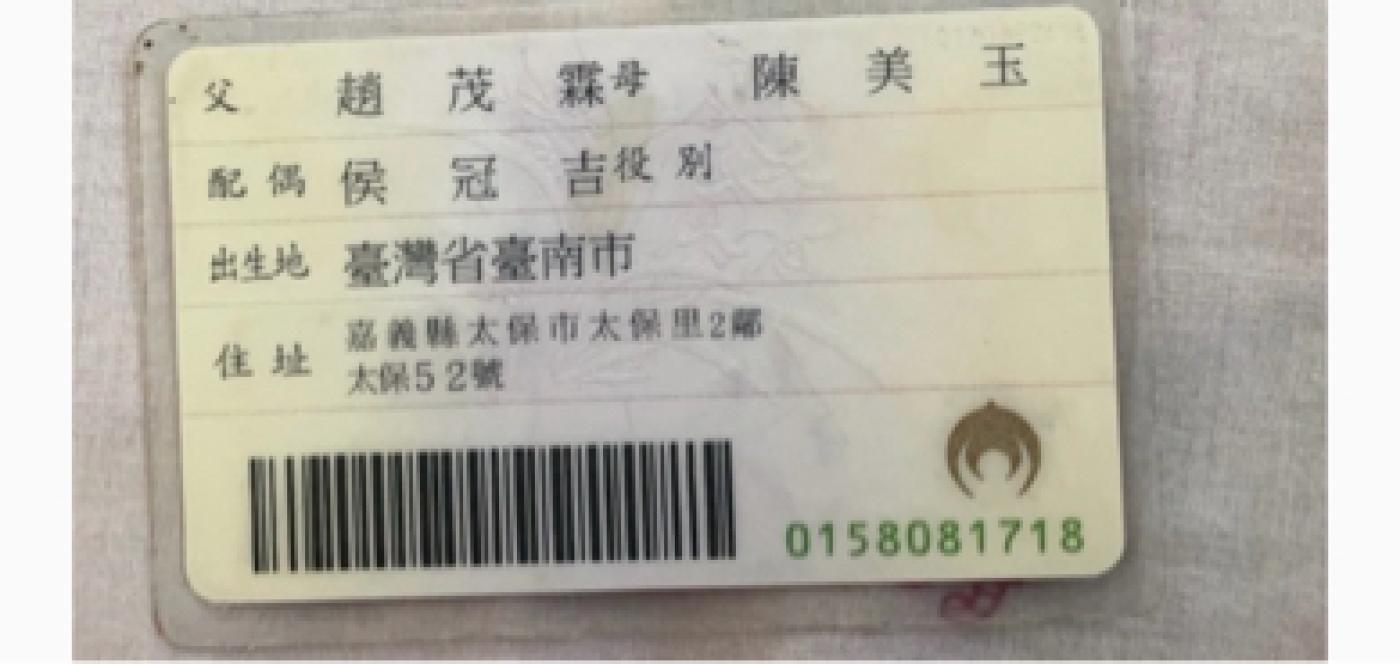 父 趙茂霖 母 陳美玉
配偶 侯冠吉 役別
出生地 臺灣省臺南市
住址 嘉義縣太保市太保里2鄰
太保52號
0158081718